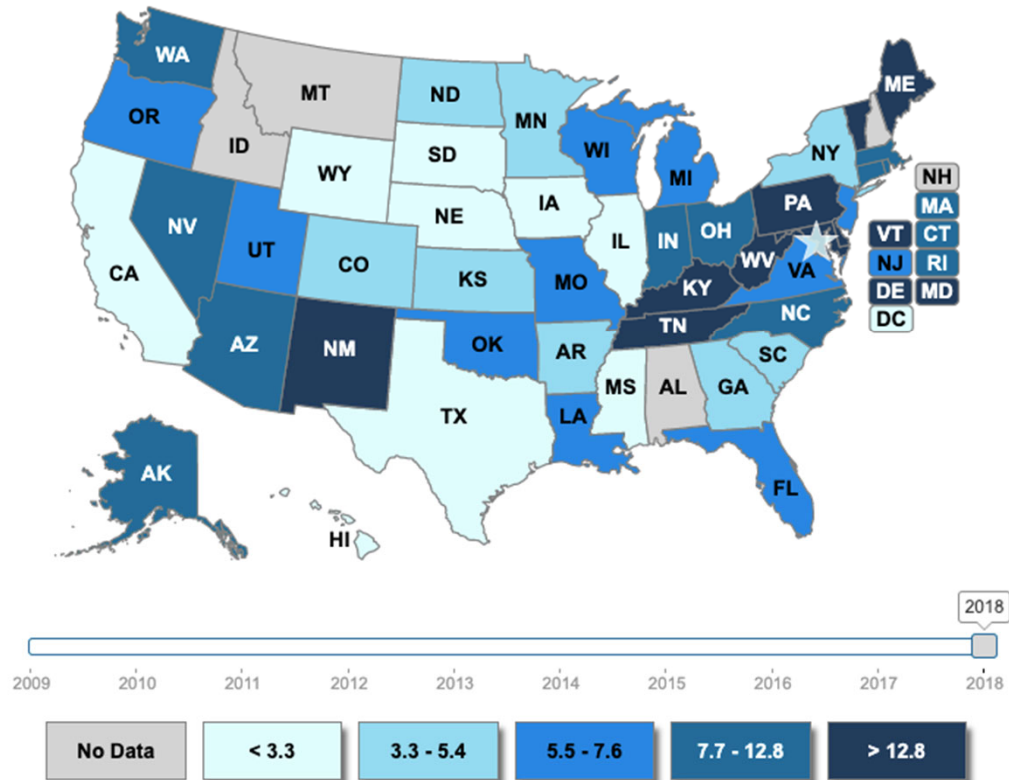 WA
ME
MT
ND
OR
MN
ID
NY
WI
SD
MI
WY
NH
IA
PA
MA
NE
NV
OH
IL
IN
VT
CT
UT
WV
CO
VA
NJ
RI
CA
KS
MO
KY
DE
MD
NC
DC
TN
AZ
NM
OK
AR
SC
MS
AL
GA
TX
LA
AK
FL
HI
2018
2009 2010 2011 2012 2013 2014 2015 2016 2017 2018
No Data < 3.3 3.3 - 5.4 5.5 - 7.6 7.7 - 12.8 > 12.8